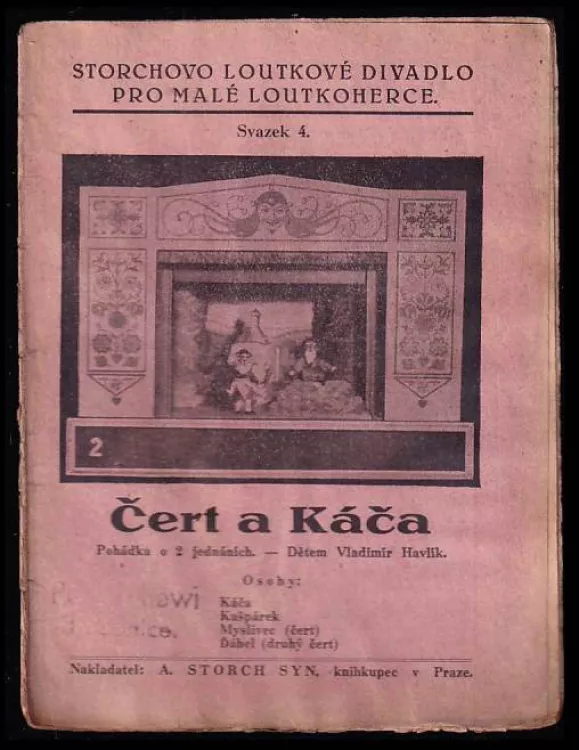 STORCHOVO LOUTKOVÉ DIVADLO
PRO MALÉ LOUTKOHERCE.
Svazek 4.
2
Čert a Káča
Pohádka o 2 jednáních. — Dětem Vladimír Havlík.
Osoby:
Káča
Kašpárek
Myslivec (čert)
Ďábel (druhý čert)
Nakladatel: A. STORCH SYN, knihkupec v Praze.